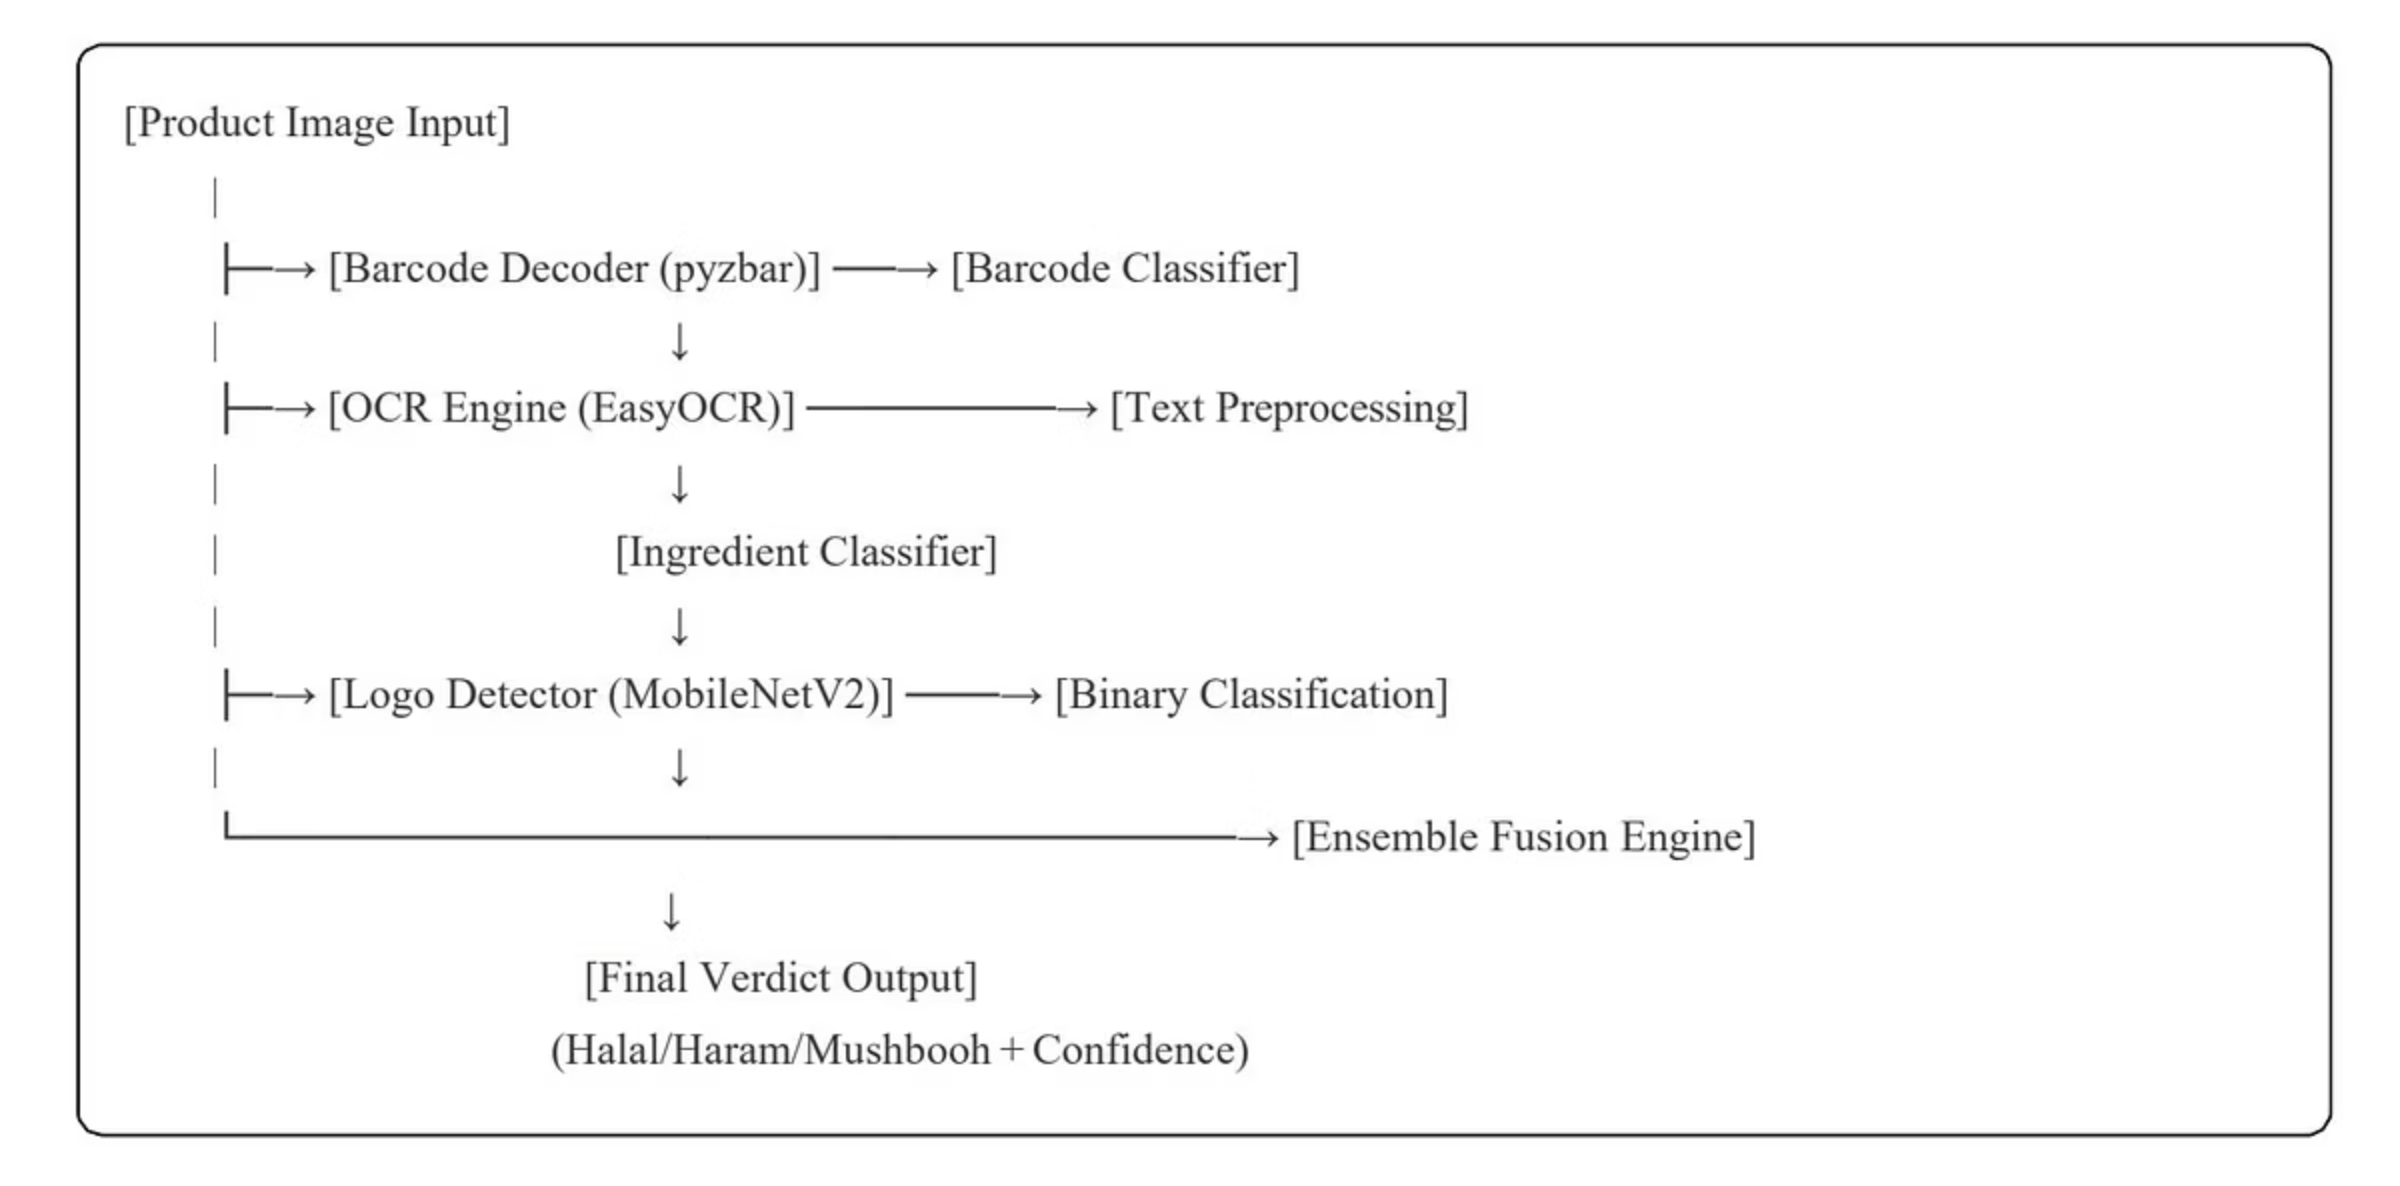 [Product Image Input]
[Barcode Decoder (pyzbar)] ──→ [Barcode Classifier]
↓
[OCR Engine (EasyOCR)] ──────→ [Text Preprocessing]
↓
[Ingredient Classifier]
↓
[Logo Detector (MobileNetV2)] ──→ [Binary Classification]
↓
[Ensemble Fusion Engine]
↓
[Final Verdict Output]
(Halal/Haram/Mushbooh + Confidence)